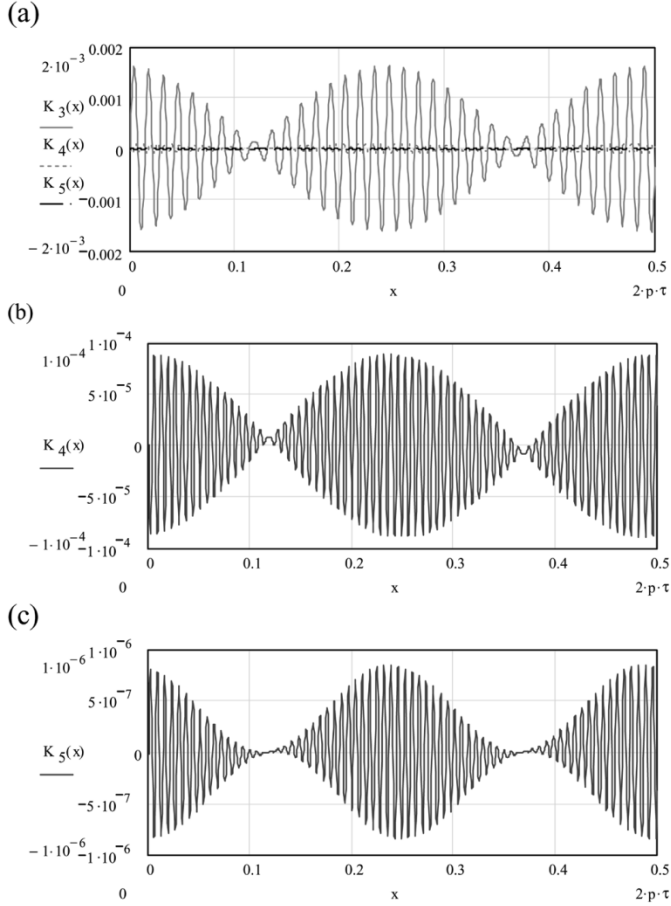 (a)
2·10⁻³ 0.002
K 3(x)
0.001
K 4(x)
0
K 5(x)
−0.001
− 2·10⁻³ −0.002
0 0.1 0.2 0.3 0.4 0.5
0 x 2·p·τ
(b)
1·10⁻⁴ 1·10⁻⁴
5·10⁻⁵
K 4(x)
0
−5·10⁻⁵
− 1·10⁻⁴ −1·10⁻⁴
0 0.1 0.2 0.3 0.4 0.5
0 x 2·p·τ
(c)
1·10⁻⁶ 1·10⁻⁶
5·10⁻⁷
K 5(x)
0
−5·10⁻⁷
− 1·10⁻⁶ −1·10⁻⁶
0 0.1 0.2 0.3 0.4 0.5
0 x 2·p·τ